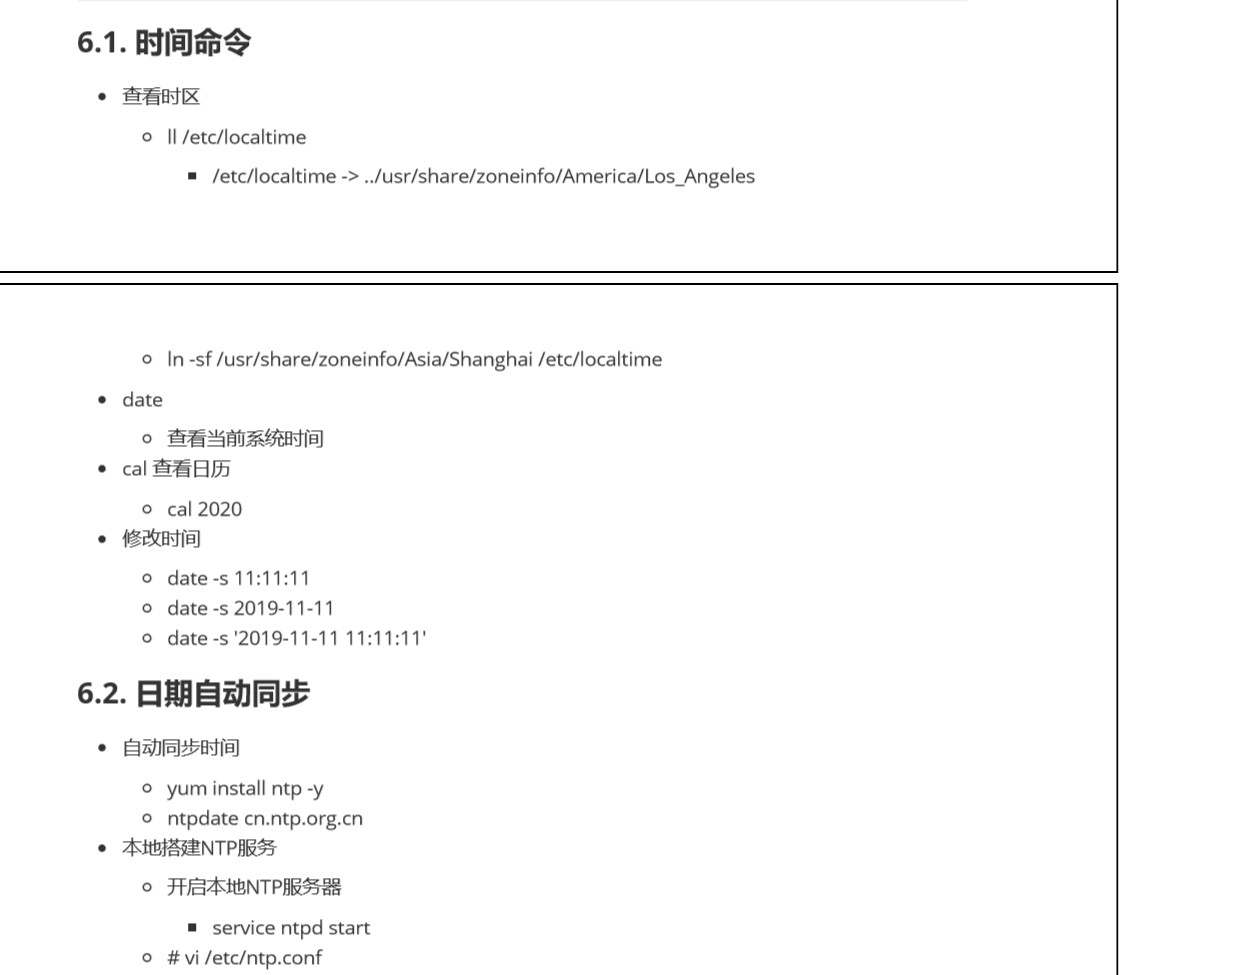 6.1. 时间命令
查看时区
ll /etc/localtime
/etc/localtime -> ../usr/share/zoneinfo/America/Los_Angeles
ln -sf /usr/share/zoneinfo/Asia/Shanghai /etc/localtime
date
查看当前系统时间
cal 查看日历
cal 2020
修改时间
date -s 11:11:11
date -s 2019-11-11
date -s '2019-11-11 11:11:11'
6.2. 日期自动同步
自动同步时间
yum install ntp -y
ntpdate cn.ntp.org.cn
本地搭建NTP服务
开启本地NTP服务器
service ntpd start
# vi /etc/ntp.conf